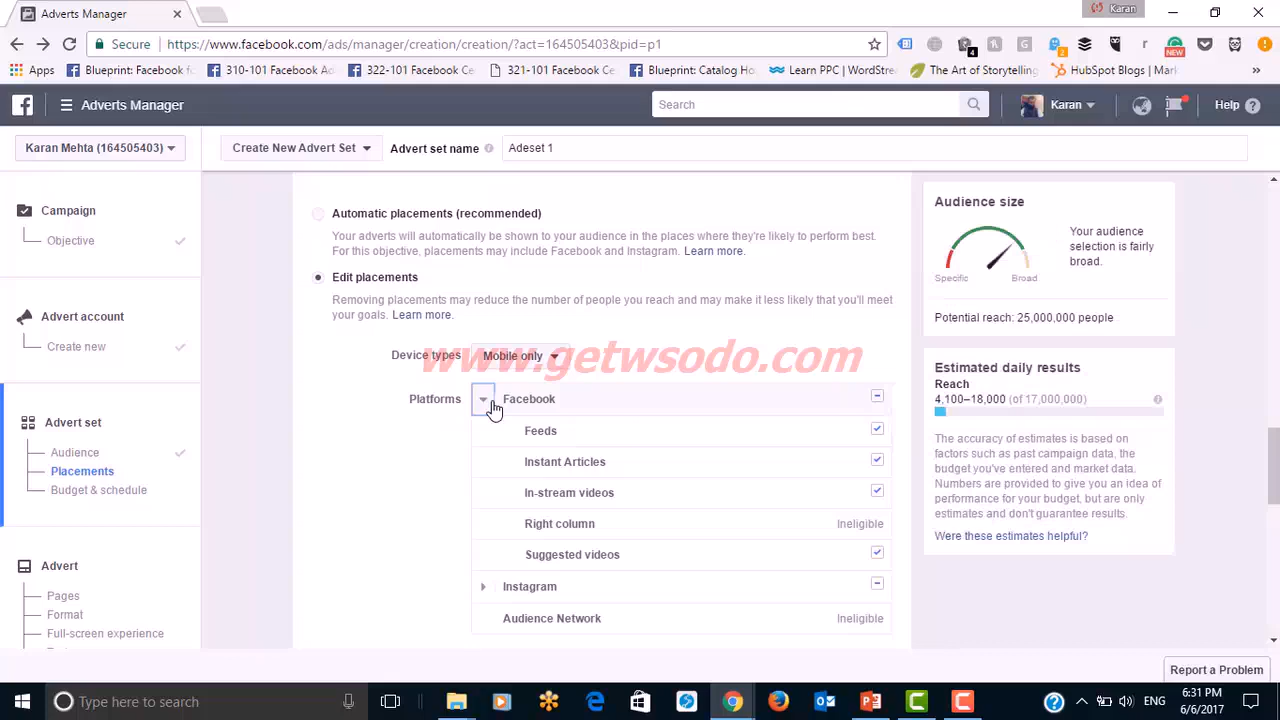 Adverts Manager
Karan
Secure
https://www.facebook.com/ads/manager/creation/creation/?act=164505403&pid=p1
Apps
Blueprint: Facebook fu
310-101 Facebook Ad
322-101 Facebook Ce
321-101 Facebook Ce
Blueprint: Catalog Ho
Learn PPC (WordStre
The Art of Storytelling
HubSpot Blogs | Mark
NEW
Adverts Manager
Search
Karan
Help
Karan Mehta (164505403)
Create New Advert Set
Advert set name
Adeset 1
Campaign
Objective
Advert account
Create new
Advert set
Audience
Placements
Budget & schedule
Advert
Pages
Format
Full-screen experience
Automatic placements (recommended)
Your adverts will automatically be shown to your audience in the places where they're likely to perform best.
For this objective, placements may include Facebook and Instagram. Learn more.
Edit placements
Removing placements may reduce the number of people you reach and may make it less likely that you'll meet
your goals. Learn more.
Device types
Mobile only
www.getwsodo.com
Platforms
Facebook
Feeds
Instant Articles
In-stream videos
Right column
Ineligible
Suggested videos
Instagram
Audience Network
Ineligible
Audience size
Your audience
selection is fairly
broad.
Specific
Broad
Potential reach: 25,000,000 people
Estimated daily results
Reach
4,100–18,000 (of 17,000,000)
The accuracy of estimates is based on
factors such as past campaign data, the
budget you've entered and market data.
Numbers are provided to give you an idea of
performance for your budget, but are only
estimates and don't guarantee results.
Were these estimates helpful?
Report a Problem
Type here to search
ENG
6:31 PM
6/6/2017